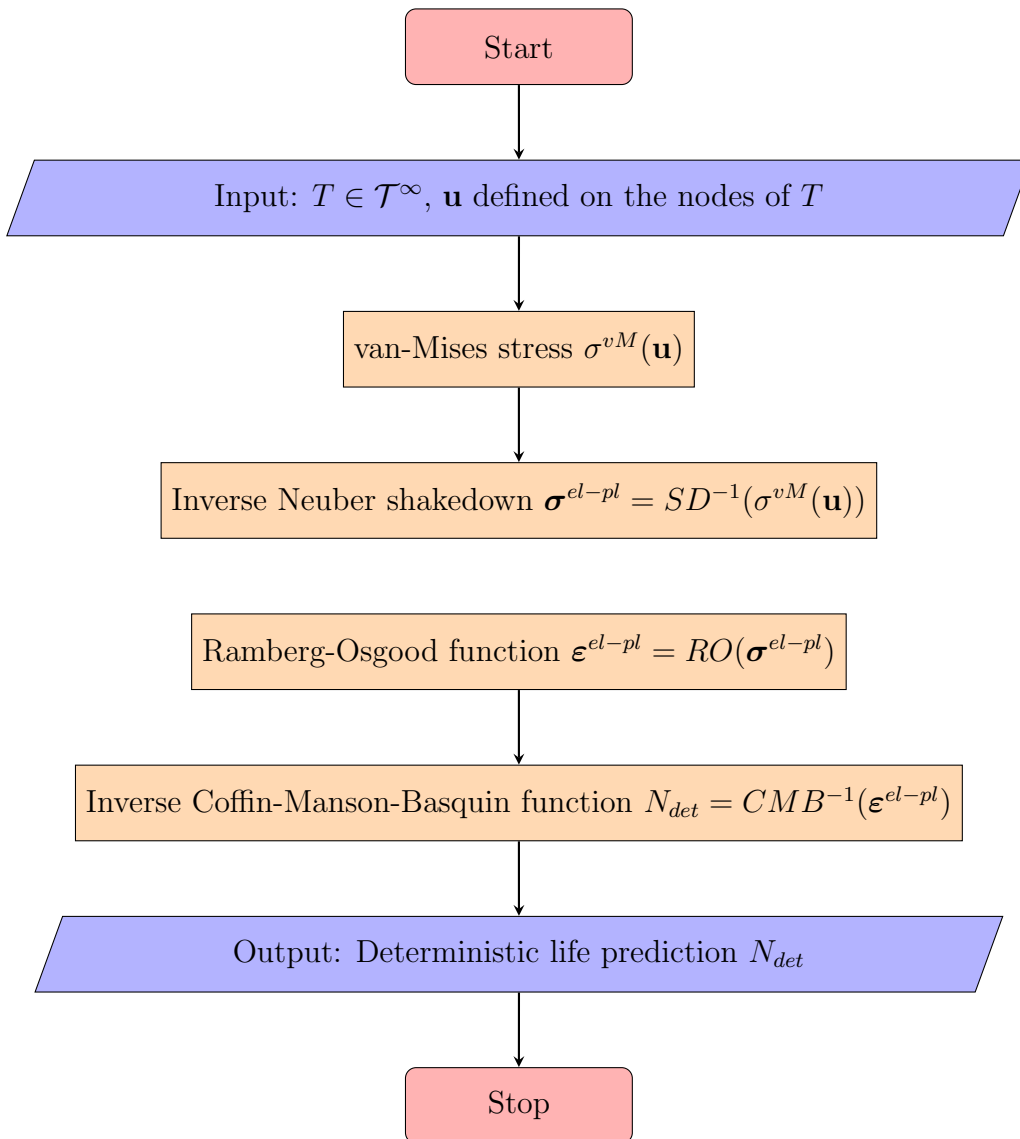 Start
Input: T ∈ 𝒯^∞, 𝐮 defined on the nodes of T
van-Mises stress σ^{vM}(𝐮)
Inverse Neuber shakedown 𝝈^{el−pl} = SD^{−1}(σ^{vM}(𝐮))
Ramberg-Osgood function 𝜺^{el−pl} = RO(𝝈^{el−pl})
Inverse Coffin-Manson-Basquin function N_{det} = CMB^{−1}(𝜺^{el−pl})
Output: Deterministic life prediction N_{det}
Stop